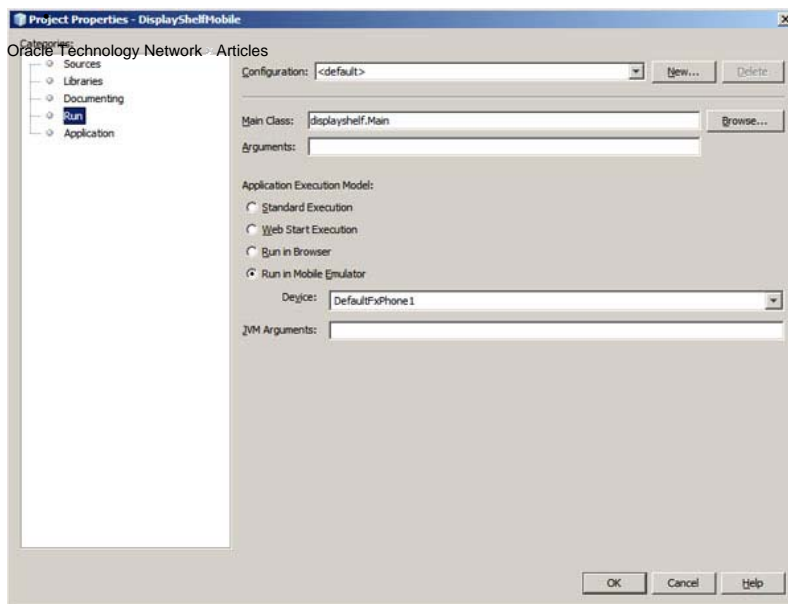 Project Properties - DisplayShelfMobile
Categories:
Oracle Technology Network Articles
Sources
Libraries
Documenting
Run
Application
Configuration: <default> New... Delete
Main Class: displayshelf.Main Browse...
Arguments:
Application Execution Model:
Standard Execution
Web Start Execution
Run in Browser
Run in Mobile Emulator
Device: DefaultFxPhone1
JVM Arguments:
OK Cancel Help